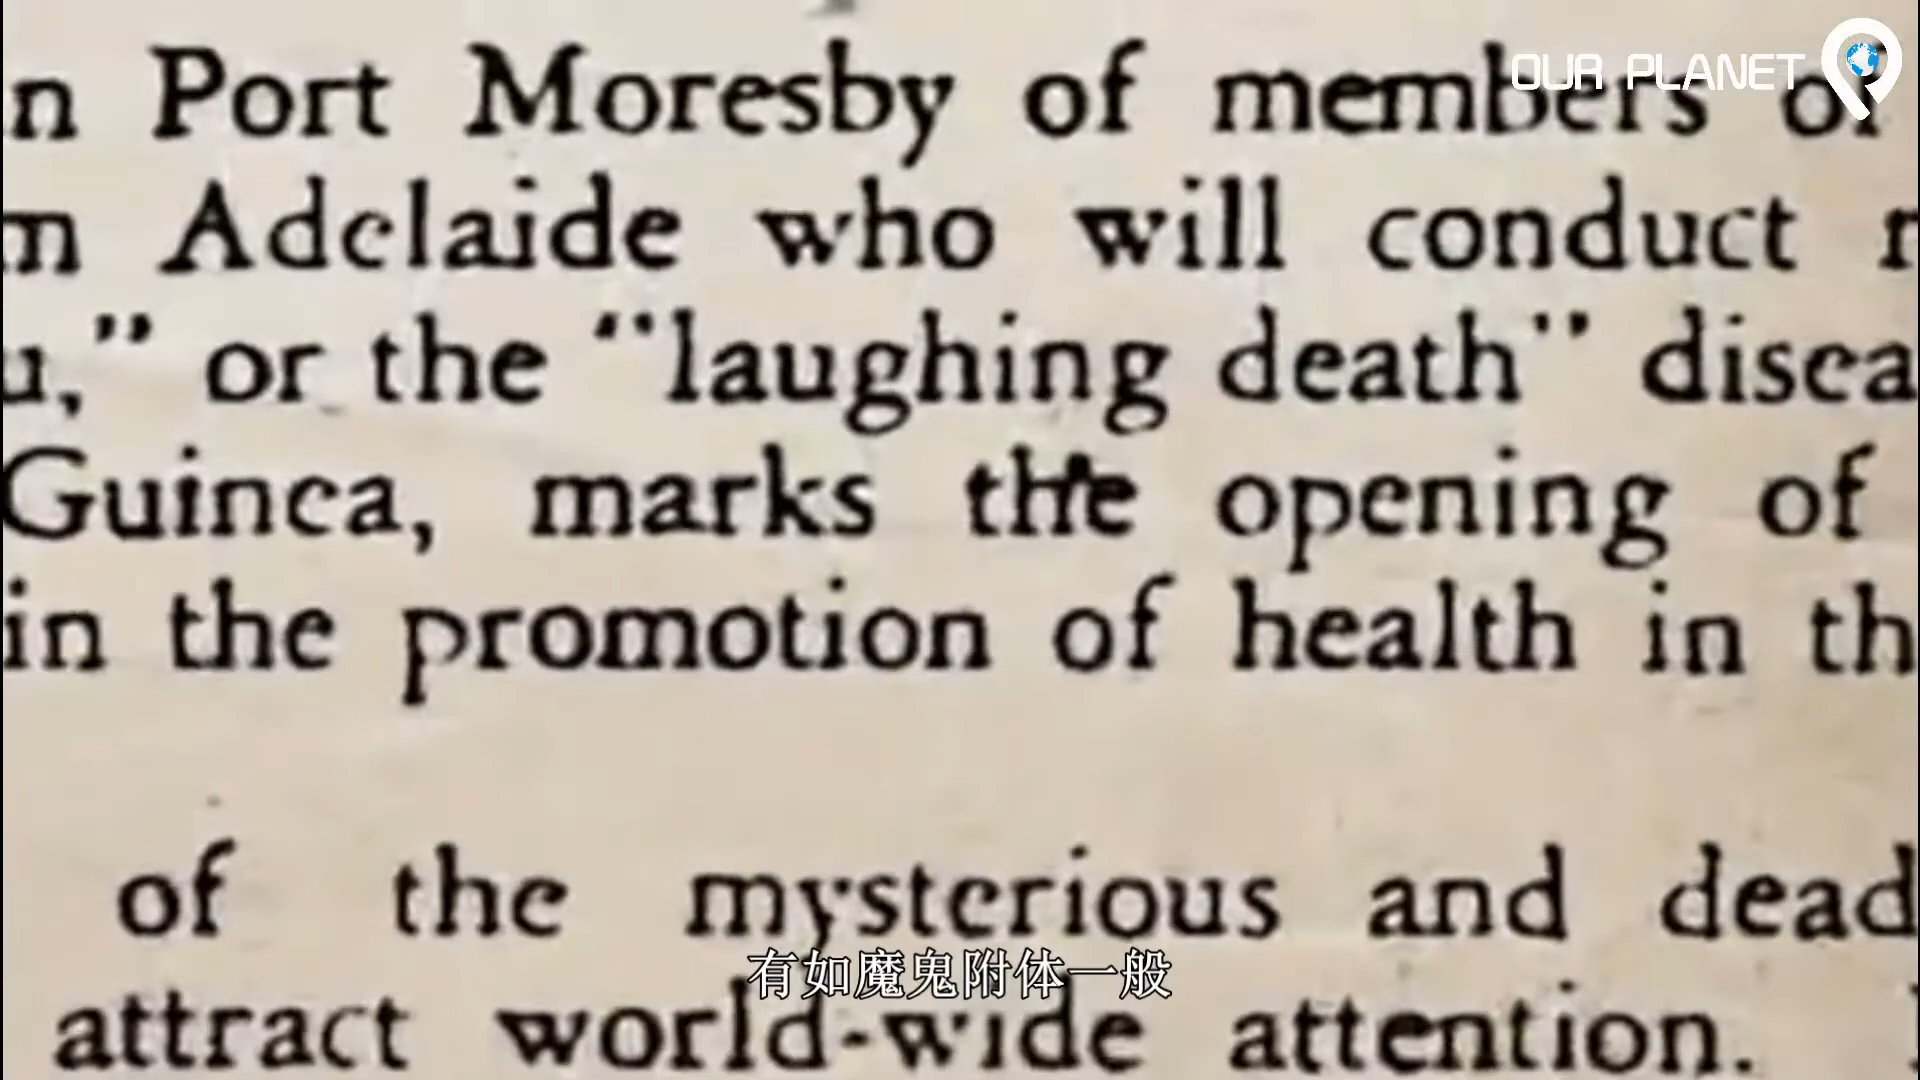 n Port Moresby of members of
OUR PLANET
m Adelaide who will conduct r
u," or the "laughing death" disea
Guinea, marks the opening of
in the promotion of health in th
of the mysterious and dead
有如魔鬼附体一般
attract world-wide attention.